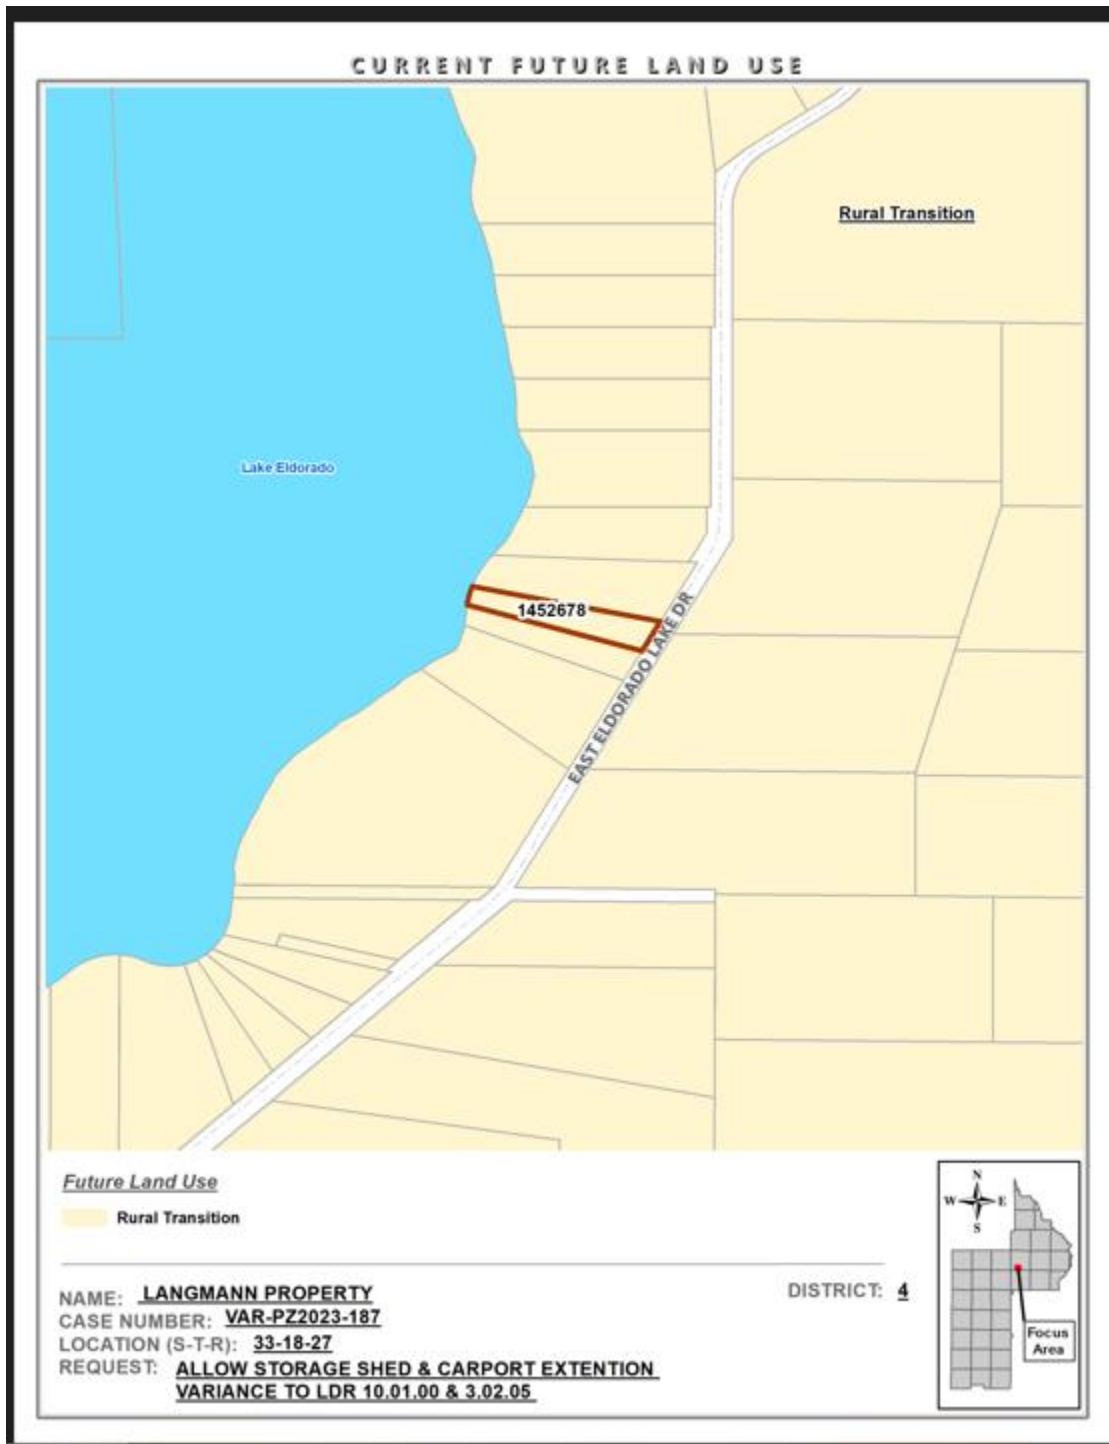 CURRENT FUTURE LAND USE
Rural Transition
Lake Eldorado
1452678
EAST ELDORADO LAKE DR
Future Land Use
Rural Transition
NAME: LANGMANN PROPERTY
CASE NUMBER: VAR-PZ2023-187
LOCATION (S-T-R): 33-18-27
REQUEST: ALLOW STORAGE SHED & CARPORT EXTENTION
VARIANCE TO LDR 10.01.00 & 3.02.05
DISTRICT: 4
N
W E
S
Focus
Area